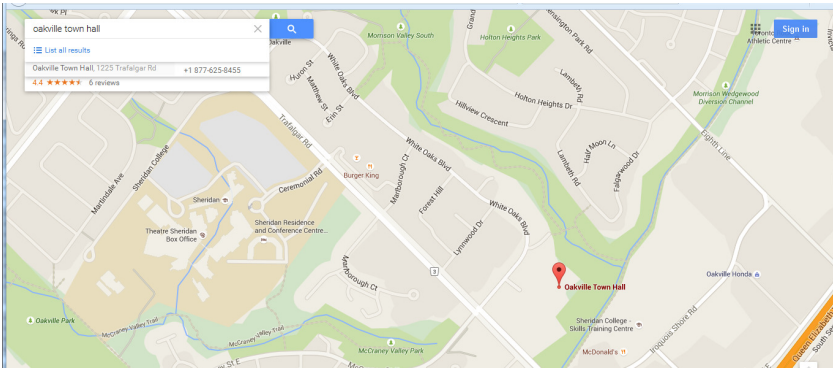 oakville town hall
List all results
Oakville Town Hall, 1225 Trafalgar Rd
+1 877-625-8455
4.4 ★★★★★ 6 reviews
Sign in
Oakville
Morrison Valley South
Grand
Holton Heights Park
Athletic Centre
Morrison Wedgewood
Diversion Channel
Huron St
Matthew St
Erin St
White Oaks Blvd
Hillview Crescent
Holton Heights Dr
Lambeth Rd
Eighth Line
Trafalgar Rd
White Oaks Blvd
Half Moon Ln
Lambeth Rd
Falgarwood Dr
Martindale Ave
Sheridan College
Ceremonial Rd
Burger King
Marlborough Ct
Forest Hill
White Oaks Blvd
Sheridan
Theatre Sheridan
Box Office
Sheridan Residence
and Conference Centre...
Lynnwood Dr
Marlborough Ct
3
Oakville Town Hall
Oakville Honda
Oakville Park
McCraney Valley Trail
McCraney Valley Trail
McCraney Valley Park
Sheridan College -
Skills Training Centre
McDonald's
Iroquois Shore Rd
Queen Elizabeth